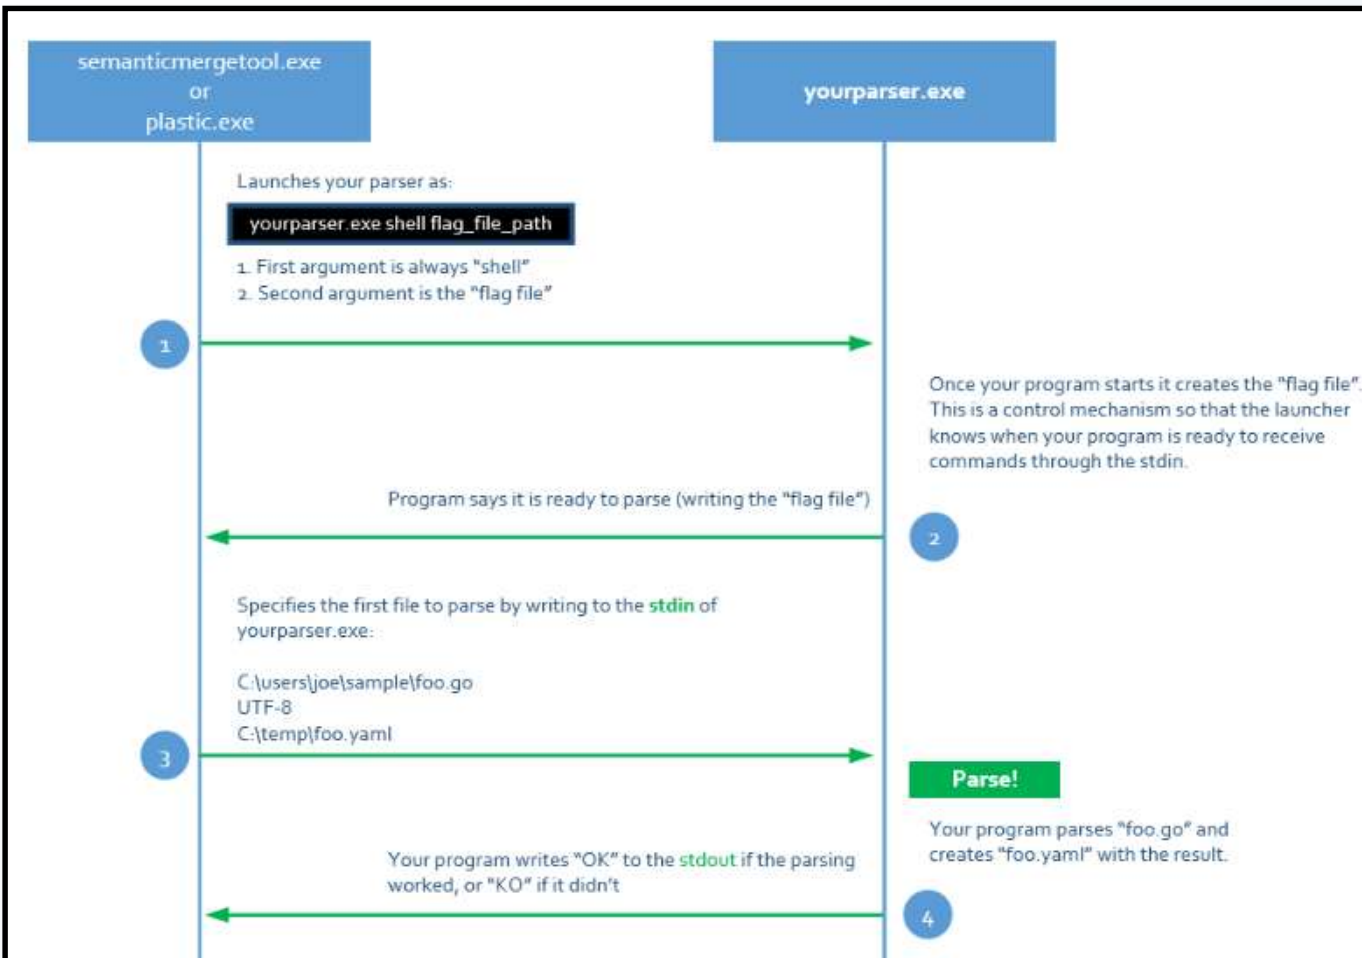 semanticmergetool.exe
or
plastic.exe
yourparser.exe
Launches your parser as:
yourparser.exe shell flag_file_path
1. First argument is always "shell"
2. Second argument is the "flag file"
1
Once your program starts it creates the "flag file".
This is a control mechanism so that the launcher
knows when your program is ready to receive
commands through the stdin.
Program says it is ready to parse (writing the "flag file")
2
Specifies the first file to parse by writing to the stdin of
yourparser.exe:
C:\users\joe\sample\foo.go
UTF-8
C:\temp\foo.yaml
3
Parse!
Your program parses "foo.go" and
creates "foo.yaml" with the result.
Your program writes "OK" to the stdout if the parsing
worked, or "KO" if it didn't
4